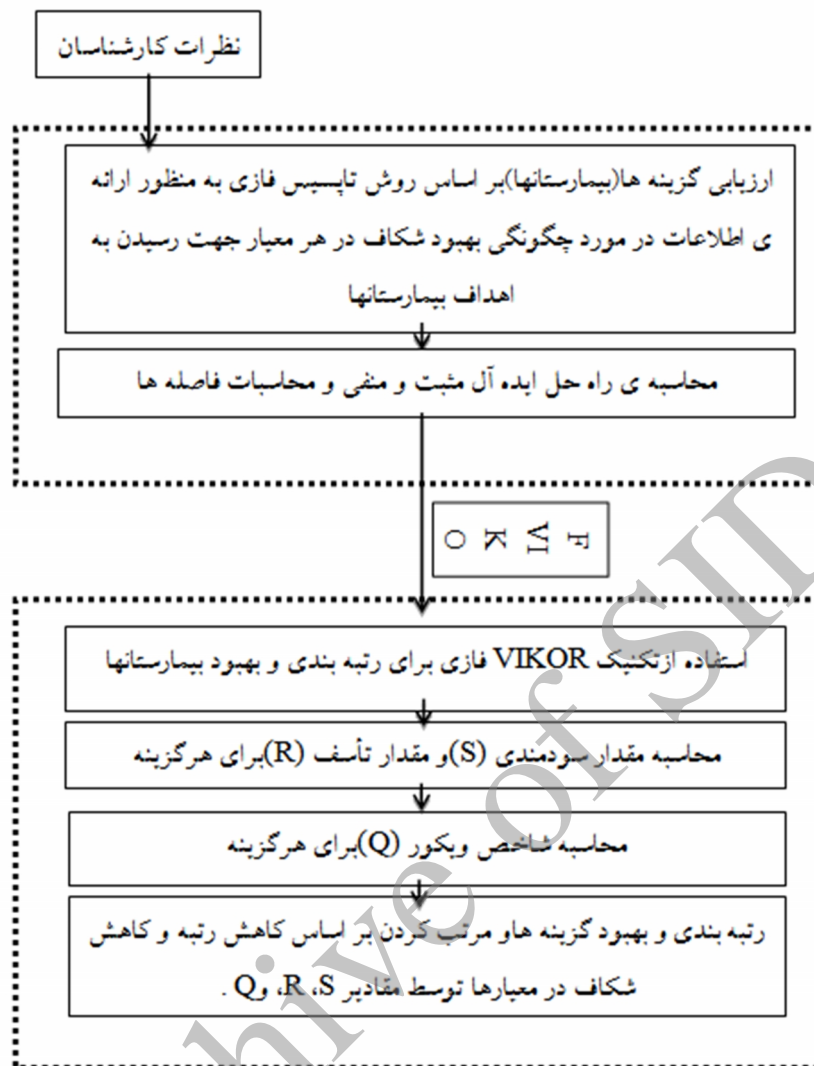 نظرات کارشناسان
ارزیابی گزینه ها(بیمارستانها)بر اساس روش تاپسیس فازی به منظور ارائه
ی اطلاعات در مورد چگونگی بهبود شکاف در هر معیار جهت رسیدن به
اهداف بیمارستانها
محاسبه ی راه حل ایده آل مثبت و منفی و محاسبات فاصله ها
F VI K O
استفاده ازتکنیک VIKOR فازی برای رتبه بندی و بهبود بیمارستانها
محاسبه مقدار سودمندی (S)و مقدار تأسف (R)برای هرگزینه
محاسبه شاخص ویکور (Q)برای هرگزینه
رتبه بندی و بهبود گزینه هاو مرتب کردن بر اساس کاهش رتبه و کاهش
شکاف در معیارها توسط مقادیر R ،S، وQ .
hive of SID